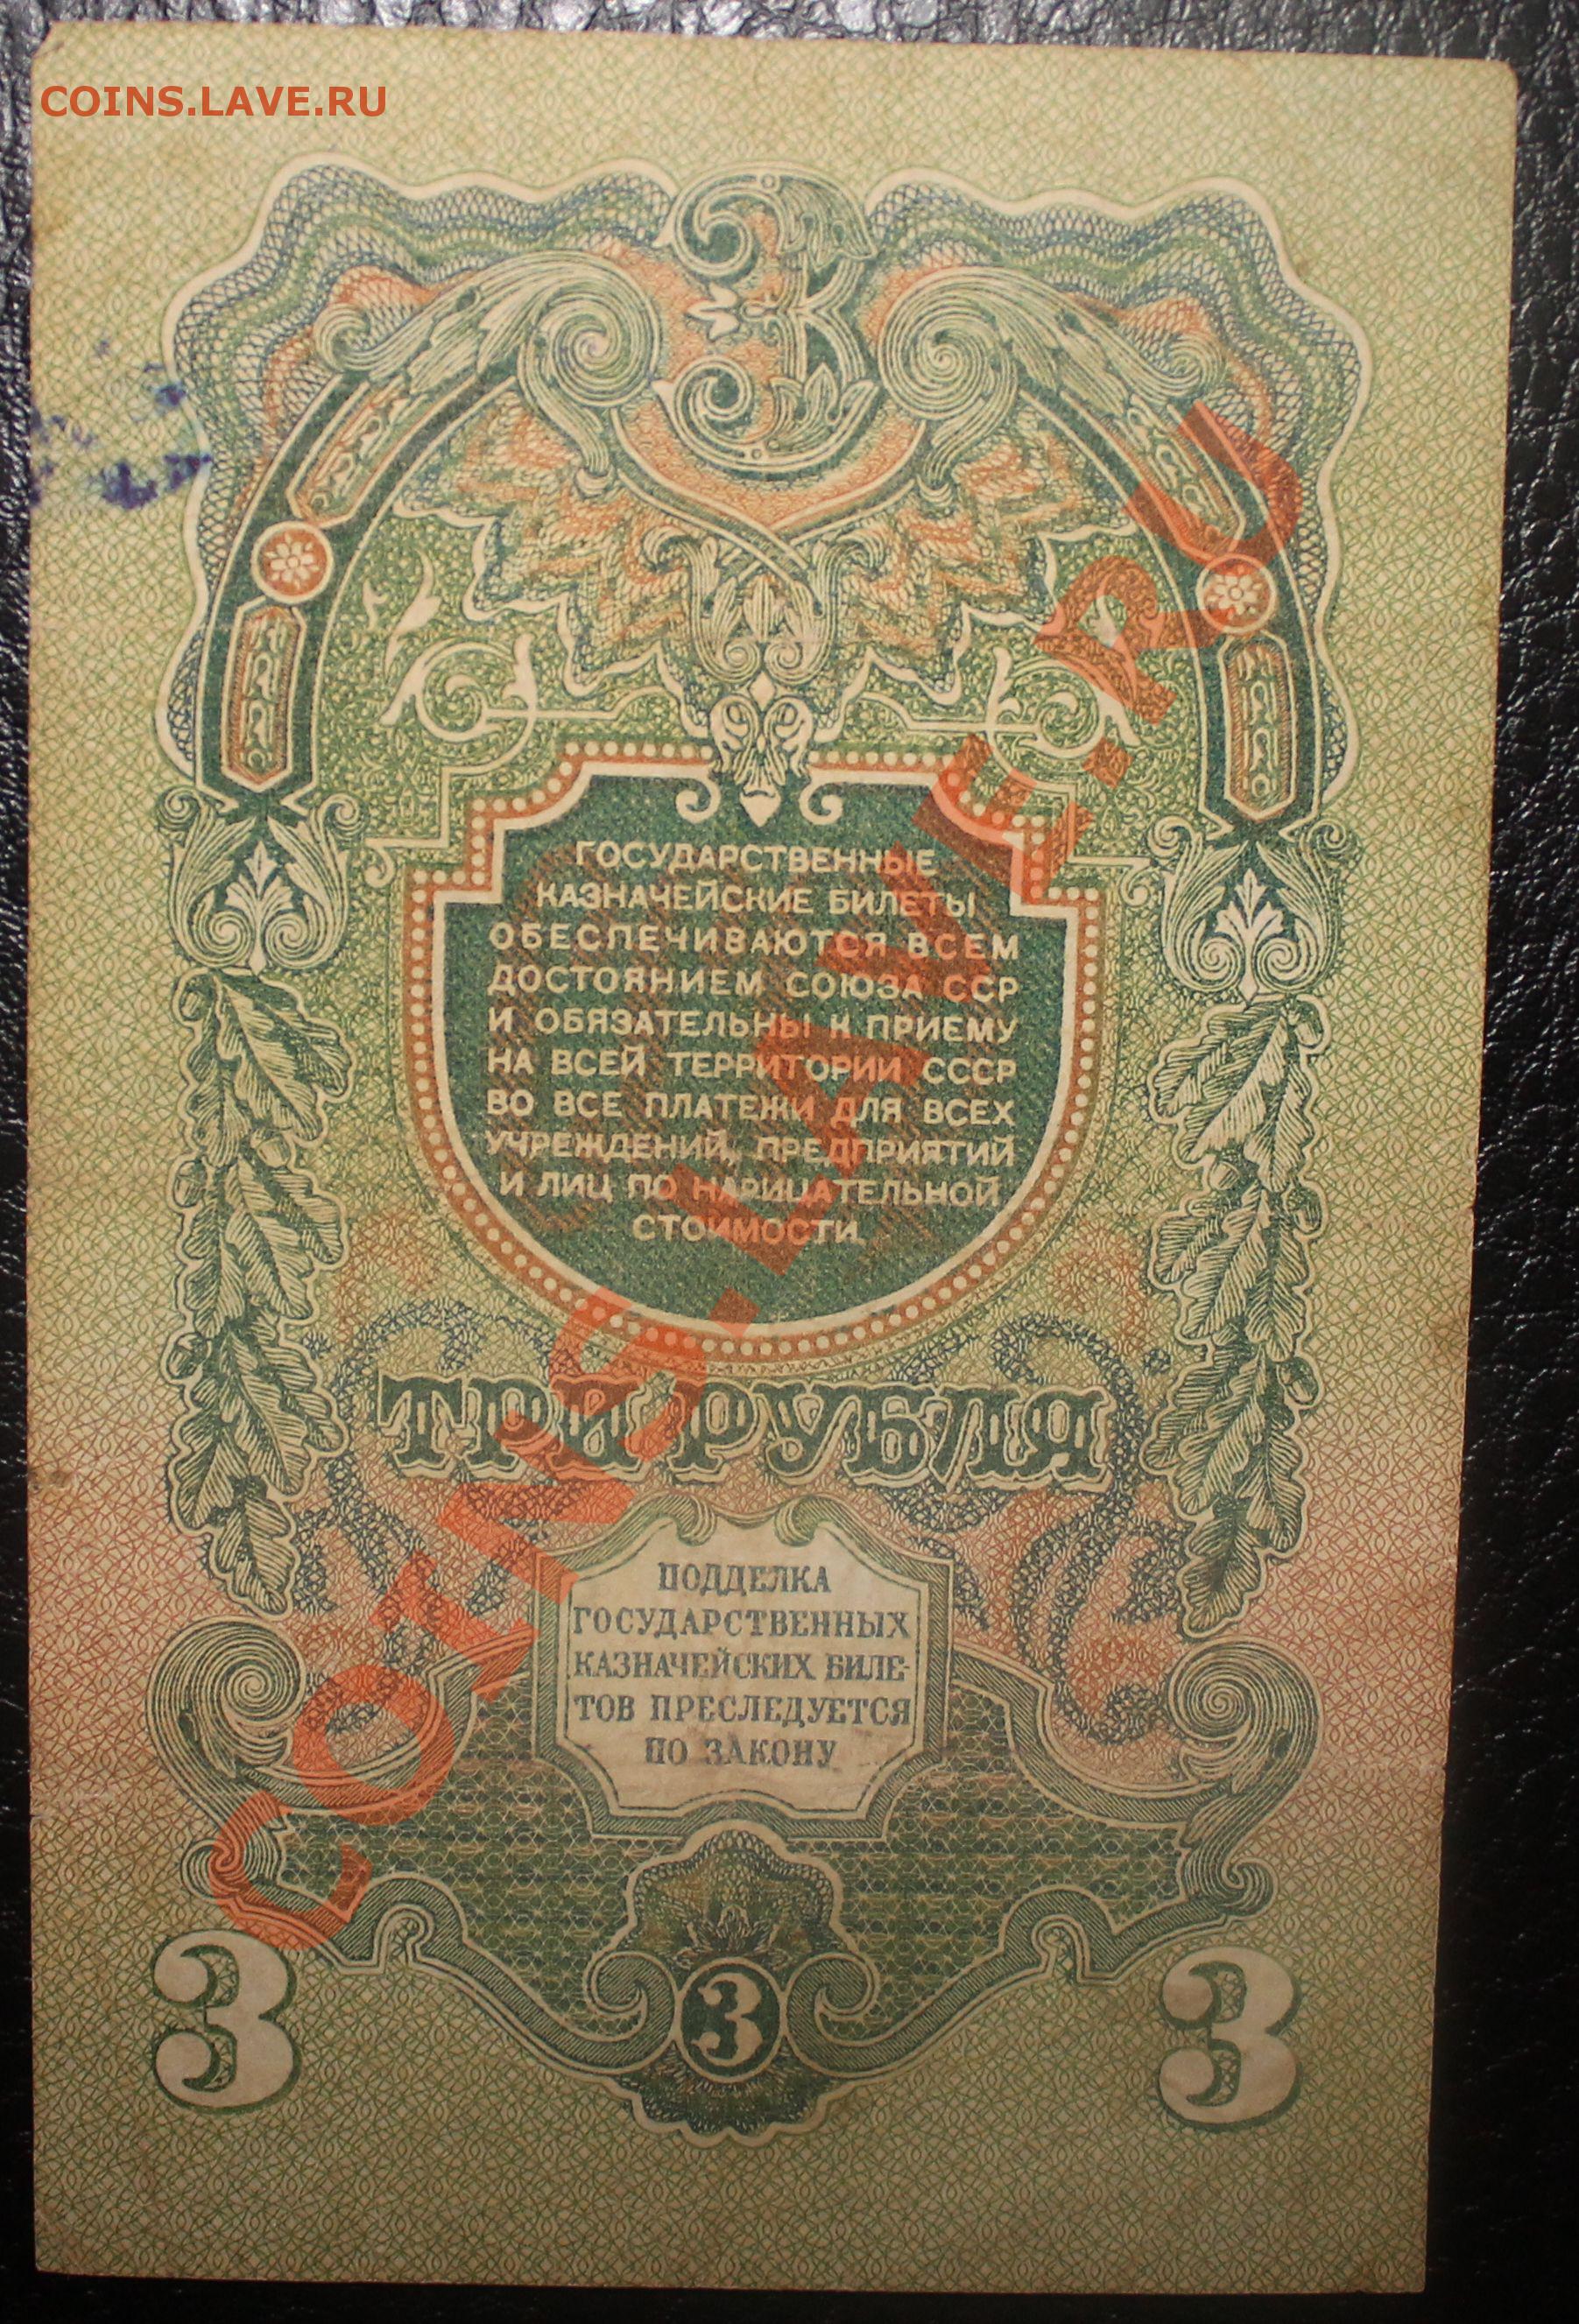 COINS.LAVE.RU
3
COINS.LAVE.RU
ГОСУДАРСТВЕННЫЕ
КАЗНАЧЕЙСКИЕ БИЛЕТЫ
ОБЕСПЕЧИВАЮТСЯ ВСЕМ
ДОСТОЯНИЕМ СОЮЗА ССР
И ОБЯЗАТЕЛЬНЫ К ПРИЕМУ
НА ВСЕЙ ТЕРРИТОРИИ СССР
ВО ВСЕ ПЛАТЕЖИ ДЛЯ ВСЕХ
УЧРЕЖДЕНИЙ, ПРЕДПРИЯТИЙ
И ЛИЦ ПО НАРИЦАТЕЛЬНОЙ
СТОИМОСТИ.
ТРИ РУБЛЯ
ПОДДЕЛКА
ГОСУДАРСТВЕННЫХ
КАЗНАЧЕЙСКИХ БИЛЕ-
ТОВ ПРЕСЛЕДУЕТСЯ
ПО ЗАКОНУ
3 3 3